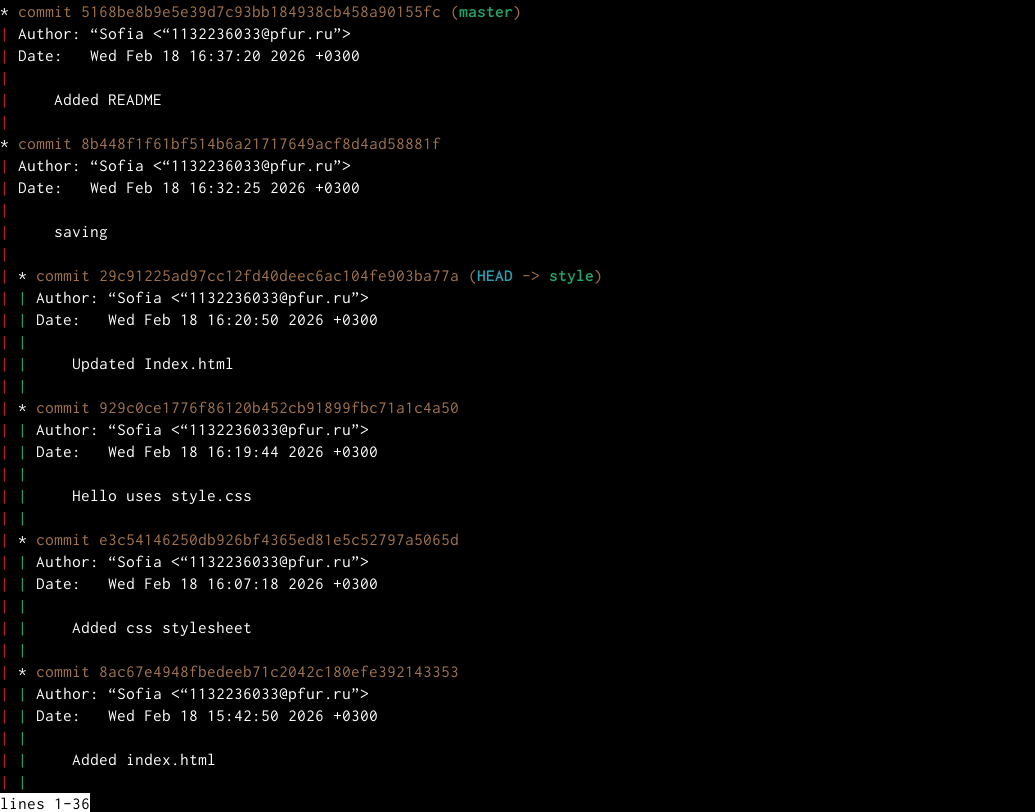 * commit 5168be8b9e5e39d7c93bb184938cb458a90155fc (master)
| Author: “Sofia <“1132236033@pfur.ru”>
| Date:   Wed Feb 18 16:37:20 2026 +0300
|
|     Added README
|
* commit 8b448f1f61bf514b6a21717649acf8d4ad58881f
| Author: “Sofia <“1132236033@pfur.ru”>
| Date:   Wed Feb 18 16:32:25 2026 +0300
|
|     saving
|
| * commit 29c91225ad97cc12fd40deec6ac104fe903ba77a (HEAD -> style)
| | Author: “Sofia <“1132236033@pfur.ru”>
| | Date:   Wed Feb 18 16:20:50 2026 +0300
| |
| |     Updated Index.html
| |
| * commit 929c0ce1776f86120b452cb91899fbc71a1c4a50
| | Author: “Sofia <“1132236033@pfur.ru”>
| | Date:   Wed Feb 18 16:19:44 2026 +0300
| |
| |     Hello uses style.css
| |
| * commit e3c54146250db926bf4365ed81e5c52797a5065d
| | Author: “Sofia <“1132236033@pfur.ru”>
| | Date:   Wed Feb 18 16:07:18 2026 +0300
| |
| |     Added css stylesheet
| |
| * commit 8ac67e4948fbedeeb71c2042c180efe392143353
| | Author: “Sofia <“1132236033@pfur.ru”>
| | Date:   Wed Feb 18 15:42:50 2026 +0300
| |
| |     Added index.html
| |
lines 1-36